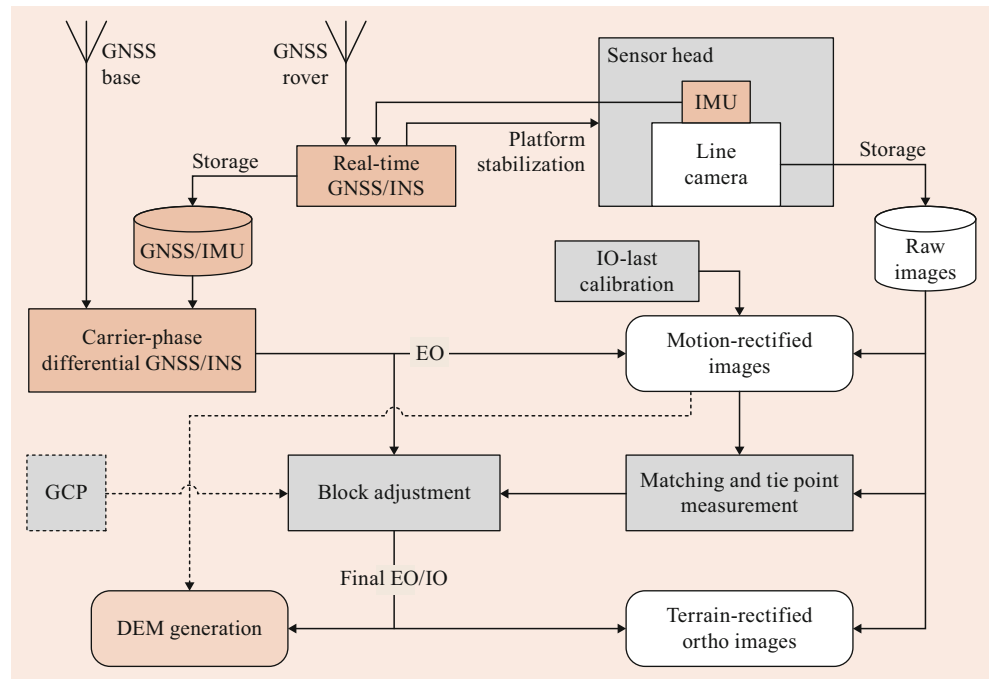 GNSS
base
GNSS
rover
Sensor head
IMU
Line
camera
Platform
stabilization
Storage
Storage
Real-time
GNSS/INS
GNSS/IMU
Raw
images
IO-last
calibration
Carrier-phase
differential GNSS/INS
EO
Motion-rectified
images
GCP
Block adjustment
Matching and tie point
measurement
Final EO/IO
DEM generation
Terrain-rectified
ortho images